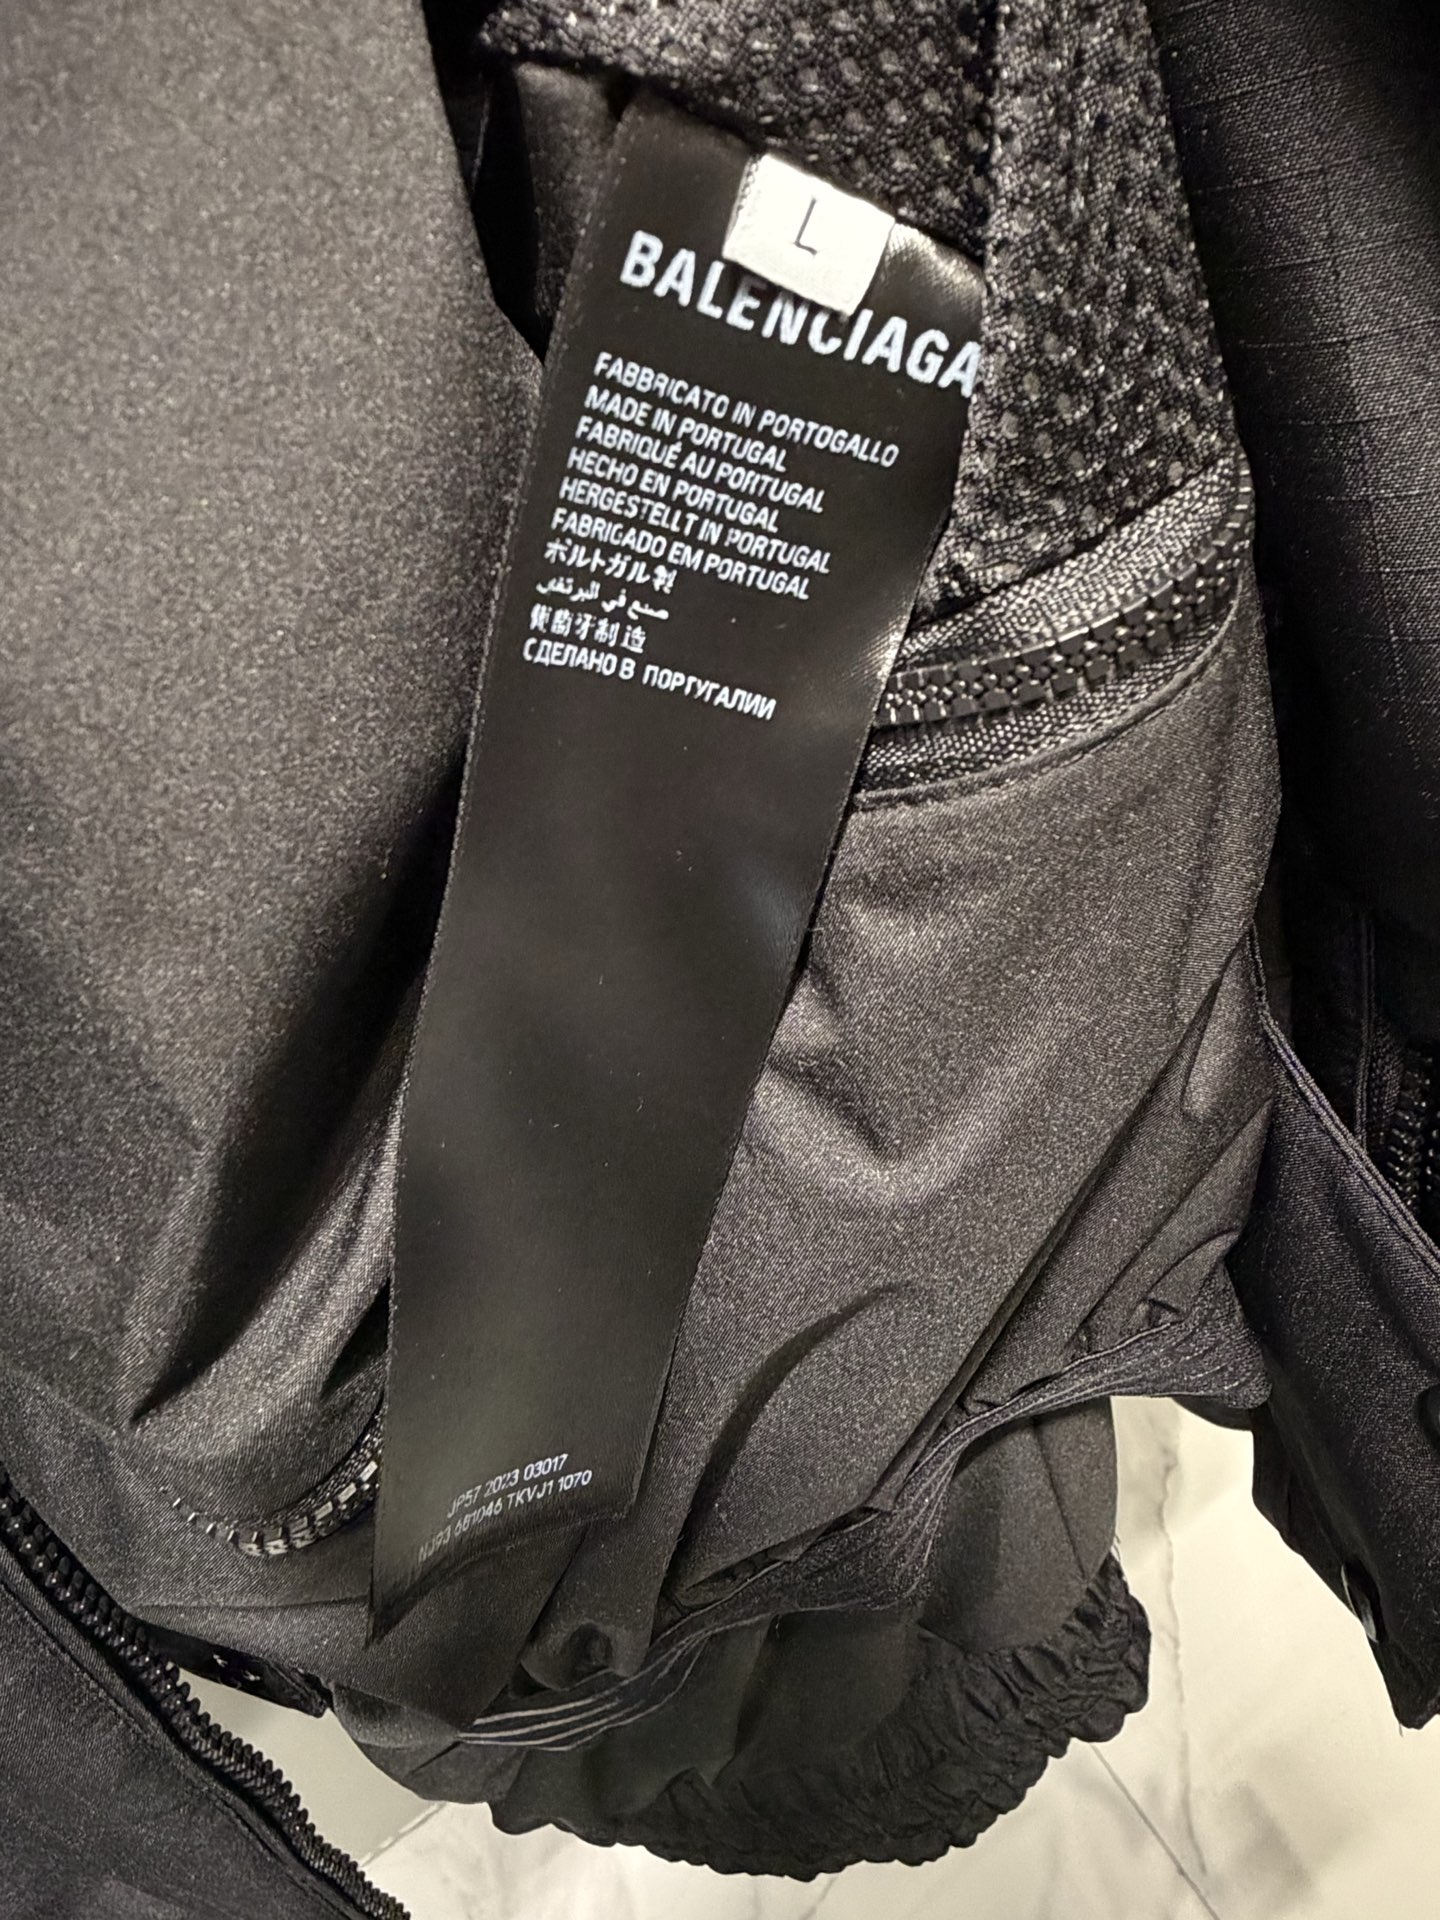 L
BALENCIAGA
FABBRICATO IN PORTOGALLO
MADE IN PORTUGAL
FABRIQUÉ AU PORTUGAL
HECHO EN PORTUGAL
HERGESTELLT IN PORTUGAL
FABRICADO EM PORTUGAL
ポルトガル製
صنع في البرتغال
葡萄牙制造
СДЕЛАНО В ПОРТУГАЛИИ
JP57 2023 03017
NJ93 681046 TKVJ1 1070